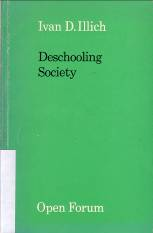 Ivan D. Illich
Deschooling
Society
Open Forum